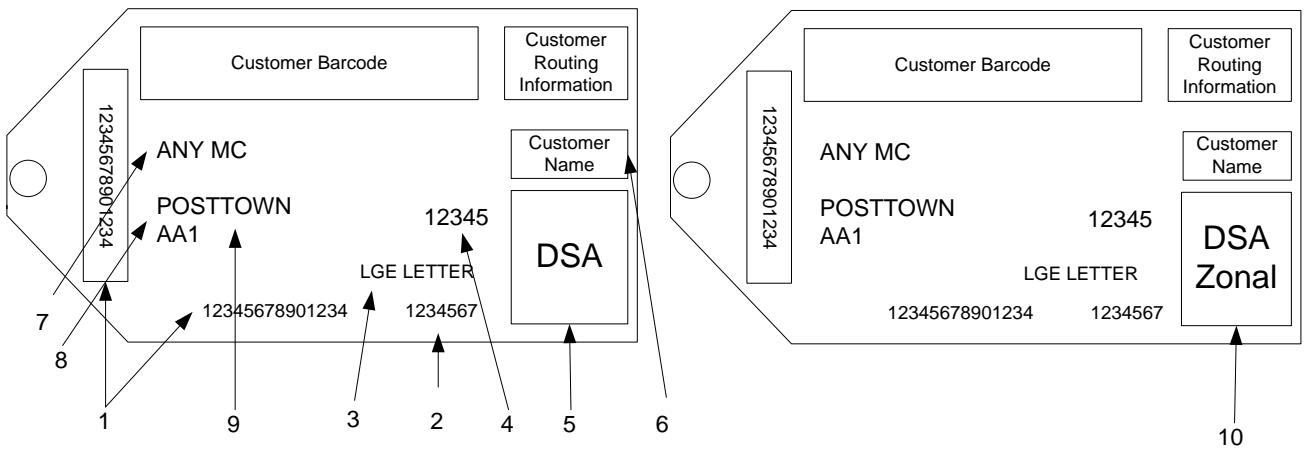 Customer Barcode
Customer
Routing
Information
12345678901234
ANY MC
Customer
Name
POSTTOWN
AA1
12345
DSA
LGE LETTER
12345678901234
1234567
7
8
1
9
3
2
4
5
6
Customer Barcode
Customer
Routing
Information
12345678901234
ANY MC
Customer
Name
POSTTOWN
AA1
12345
DSA
Zonal
LGE LETTER
12345678901234
1234567
10